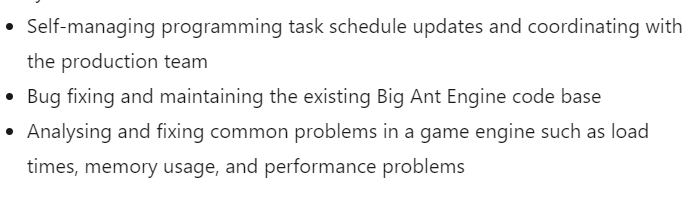 • Self-managing programming task schedule updates and coordinating with
the production team
• Bug fixing and maintaining the existing Big Ant Engine code base
• Analysing and fixing common problems in a game engine such as load
times, memory usage, and performance problems